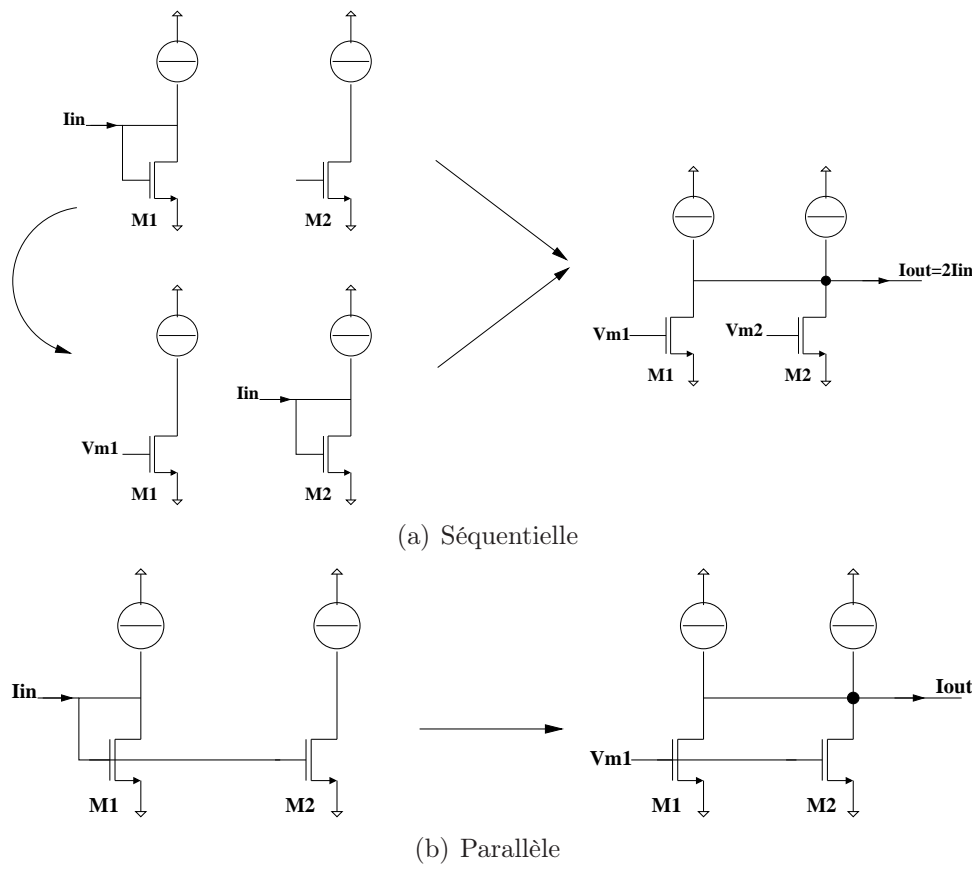 Iin
M1
M2
Iin
Vm1
M1
M2
Iout=2Iin
Vm1
Vm2
M1
M2
(a) Séquentielle
Iin
M1
M2
Iout
Vm1
M1
M2
(b) Parallèle